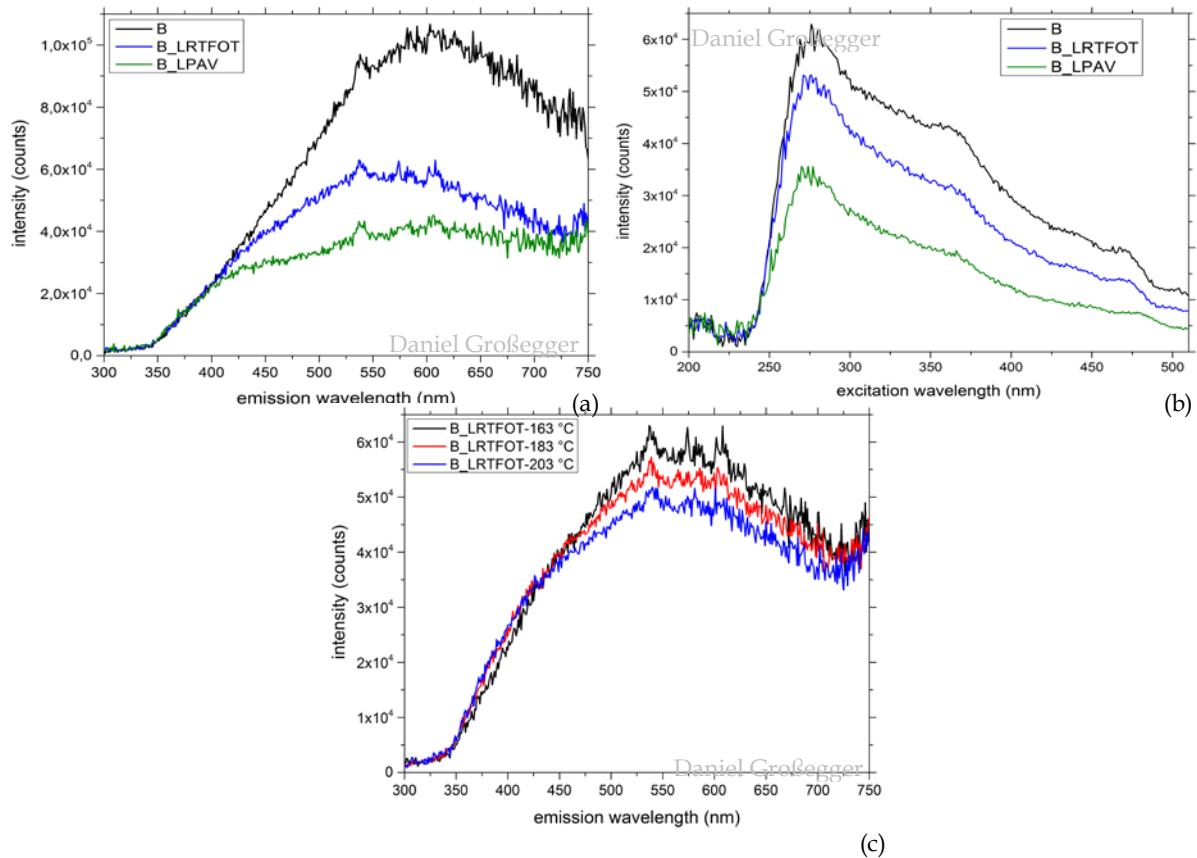 B
B_LRTFOT
B_LPAV
1,0x10⁵
8,0x10⁴
6,0x10⁴
4,0x10⁴
2,0x10⁴
0,0
intensity (counts)
300 350 400 450 500 550 600 650 700 750
emission wavelength (nm)
Daniel Großegger
(a)
Daniel Großegger
B
B_LRTFOT
B_LPAV
6x10⁴
5x10⁴
4x10⁴
3x10⁴
2x10⁴
1x10⁴
0
intensity (counts)
200 250 300 350 400 450 500
excitation wavelength (nm)
(b)
B_LRTFOT-163 °C
B_LRTFOT-183 °C
B_LRTFOT-203 °C
6x10⁴
5x10⁴
4x10⁴
3x10⁴
2x10⁴
1x10⁴
0
intensity (counts)
300 350 400 450 500 550 600 650 700 750
emission wavelength (nm)
Daniel Großegger
(c)